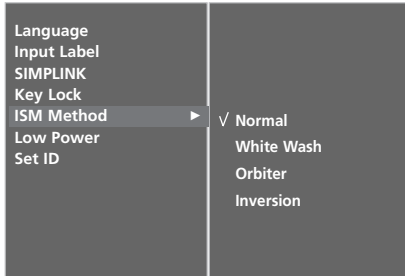 Language
Input Label
SIMPLINK
Key Lock
ISM Method ►
Low Power
Set ID
√ Normal
White Wash
Orbiter
Inversion